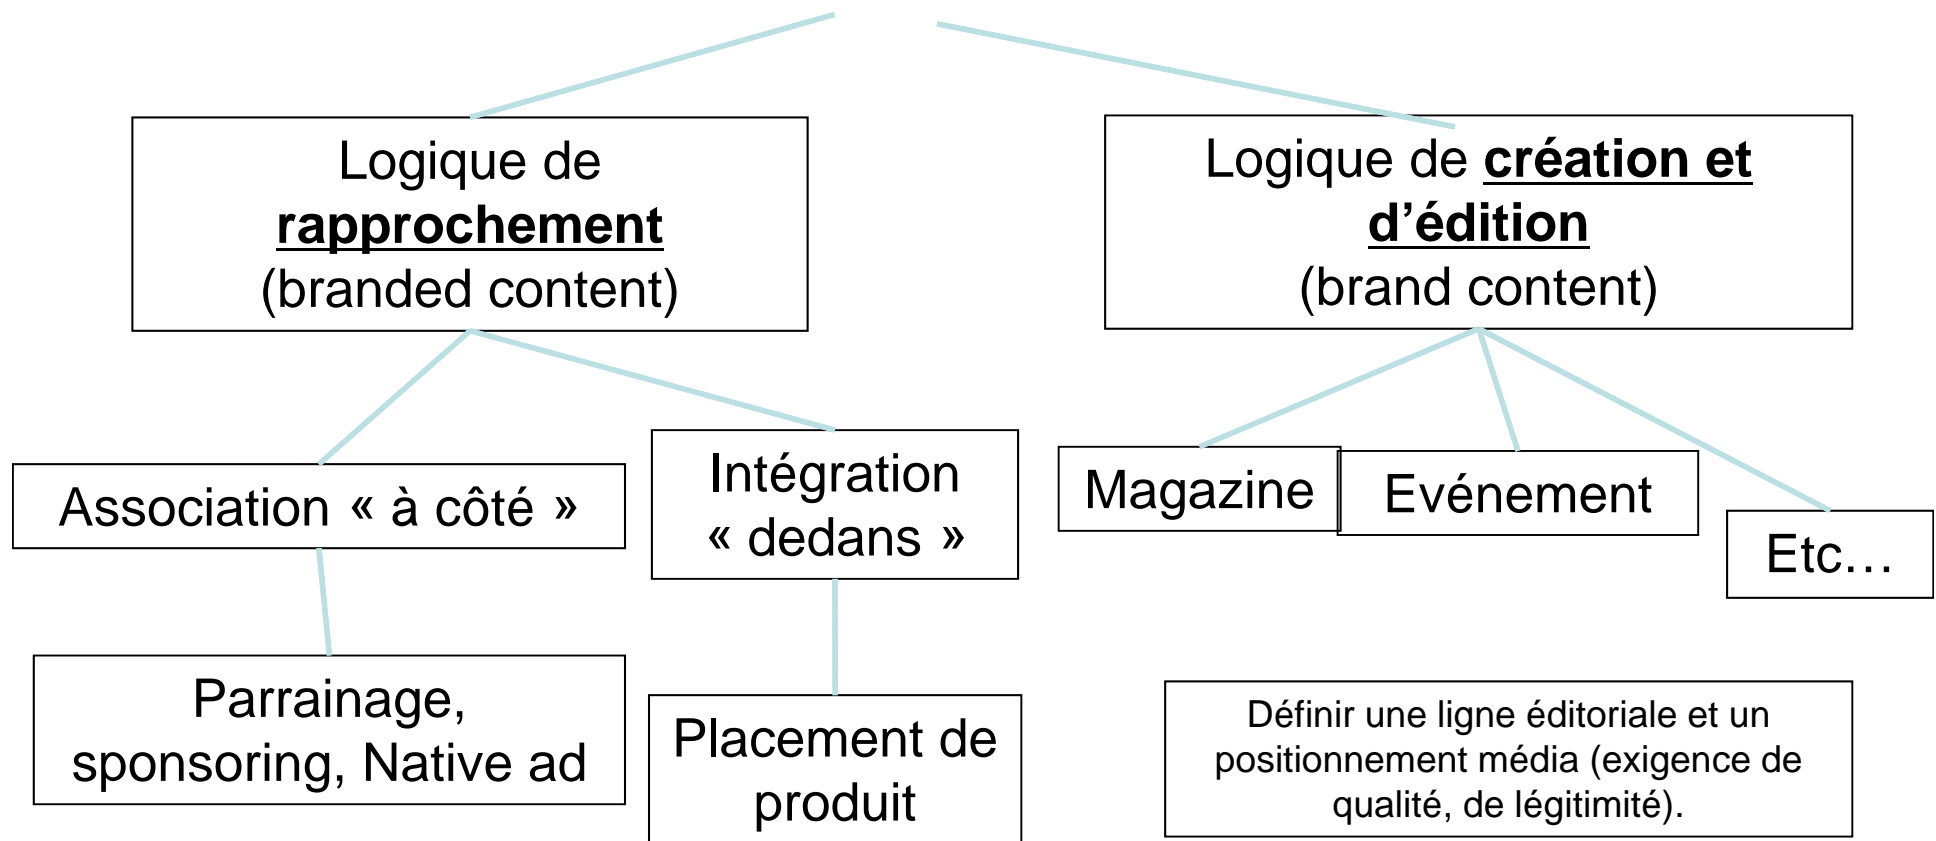 Logique de
rapprochement
(branded content)
Logique de création et
d’édition
(brand content)
Association « à côté »
Intégration
« dedans »
Magazine
Evénement
Etc…
Parrainage,
sponsoring, Native ad
Placement de
produit
Définir une ligne éditoriale et un
positionnement média (exigence de
qualité, de légitimité).